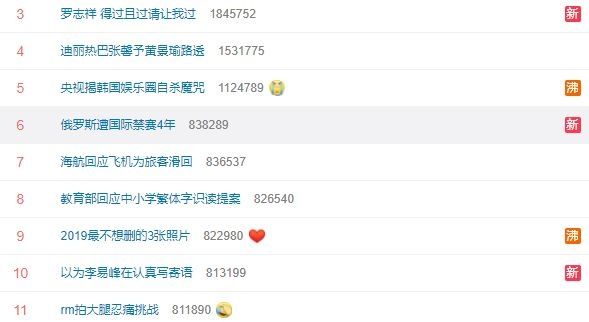 3 罗志祥 得过且过请让我过 1845752 新
4 迪丽热巴张馨予黄景瑜路透 1531775
5 央视揭韩国娱乐圈自杀魔咒 1124789 沸
6 俄罗斯遭国际禁赛4年 838289 新
7 海航回应飞机为旅客滑回 836537
8 教育部回应中小学繁体字识读提案 826540
9 2019最不想删的3张照片 822980 沸
10 以为李易峰在认真写寄语 813199 新
11 rm拍大腿忍痛挑战 811890